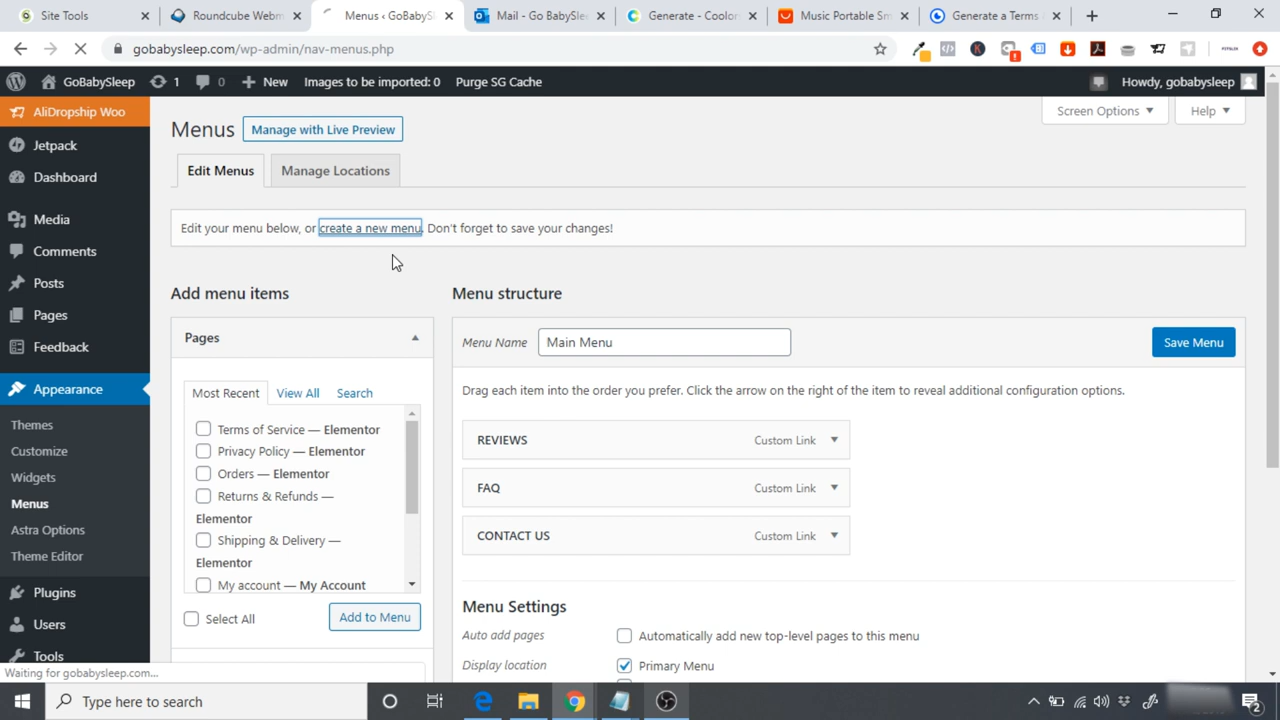 Site Tools
Roundcube Webm
Menus ‹ GoBabySl
Mail - Go BabySlee
Generate - Coolor
Music Portable Sm
Generate a Terms o
gobabysleep.com/wp-admin/nav-menus.php
GoBabySleep 1 0 New Images to be imported: 0 Purge SG Cache Howdy, gobabysleep
AliDropship Woo
Jetpack
Dashboard
Media
Comments
Posts
Pages
Feedback
Appearance
Themes
Customize
Widgets
Menus
Astra Options
Theme Editor
Plugins
Users
Tools
Screen Options Help
Menus Manage with Live Preview
Edit Menus Manage Locations
Edit your menu below, or create a new menu. Don't forget to save your changes!
Add menu items
Pages
Most Recent View All Search
Terms of Service — Elementor
Privacy Policy — Elementor
Orders — Elementor
Returns & Refunds —
Elementor
Shipping & Delivery —
Elementor
My account — My Account
Select All Add to Menu
Menu structure
Menu Name Main Menu Save Menu
Drag each item into the order you prefer. Click the arrow on the right of the item to reveal additional configuration options.
REVIEWS Custom Link
FAQ Custom Link
CONTACT US Custom Link
Menu Settings
Auto add pages Automatically add new top-level pages to this menu
Display location Primary Menu
Waiting for gobabysleep.com...
Type here to search
2